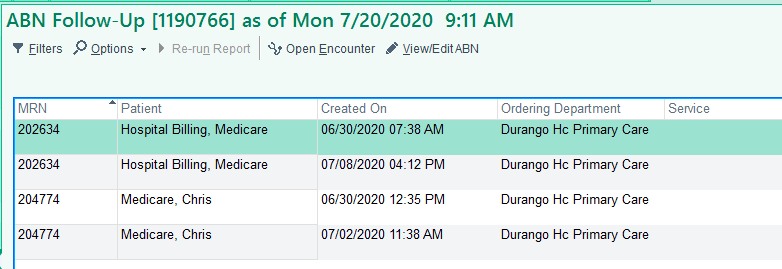 ABN Follow-Up [1190766] as of Mon 7/20/2020 9:11 AM
Filters Options Re-run Report Open Encounter View/Edit ABN
MRN Patient Created On Ordering Department Service
202634 Hospital Billing, Medicare 06/30/2020 07:38 AM Durango Hc Primary Care
202634 Hospital Billing, Medicare 07/08/2020 04:12 PM Durango Hc Primary Care
204774 Medicare, Chris 06/30/2020 12:35 PM Durango Hc Primary Care
204774 Medicare, Chris 07/02/2020 11:38 AM Durango Hc Primary Care